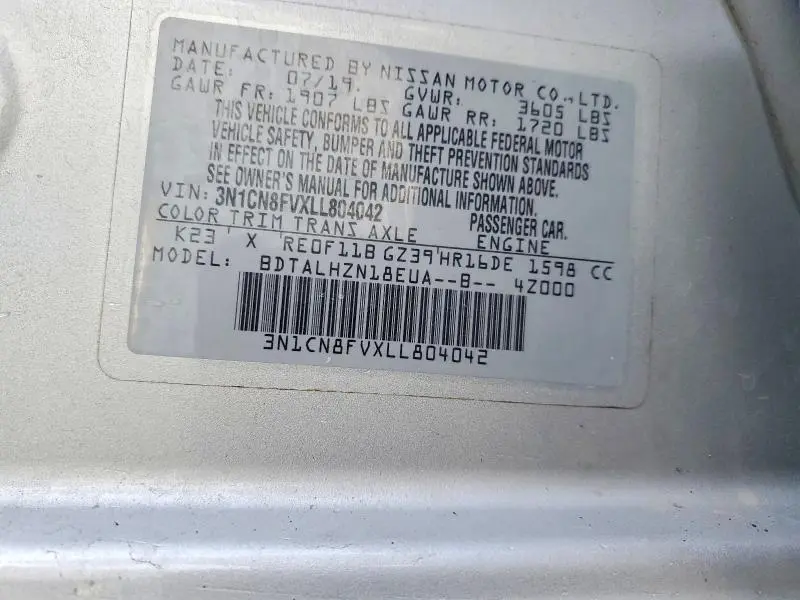 MANUFACTURED BY NISSAN MOTOR CO.,LTD.
DATE: 07/19. GVWR: 3605 LBS
GAWR FR: 1907 LBS GAWR RR: 1720 LBS
THIS VEHICLE CONFORMS TO ALL APPLICABLE FEDERAL MOTOR
VEHICLE SAFETY, BUMPER AND THEFT PREVENTION STANDARDS
IN EFFECT ON THE DATE OF MANUFACTURE SHOWN ABOVE.
SEE OWNER'S MANUAL FOR ADDITIONAL INFORMATION.
VIN: 3N1CN8FVXLL804042 PASSENGER CAR.
COLOR TRIM TRANS AXLE ENGINE
K23 ' X ' RE0F11B GZ39'HR16DE 1598 CC
MODEL: BDTALHZN18EUA--B-- 4Z000
3N1CN8FVXLL804042